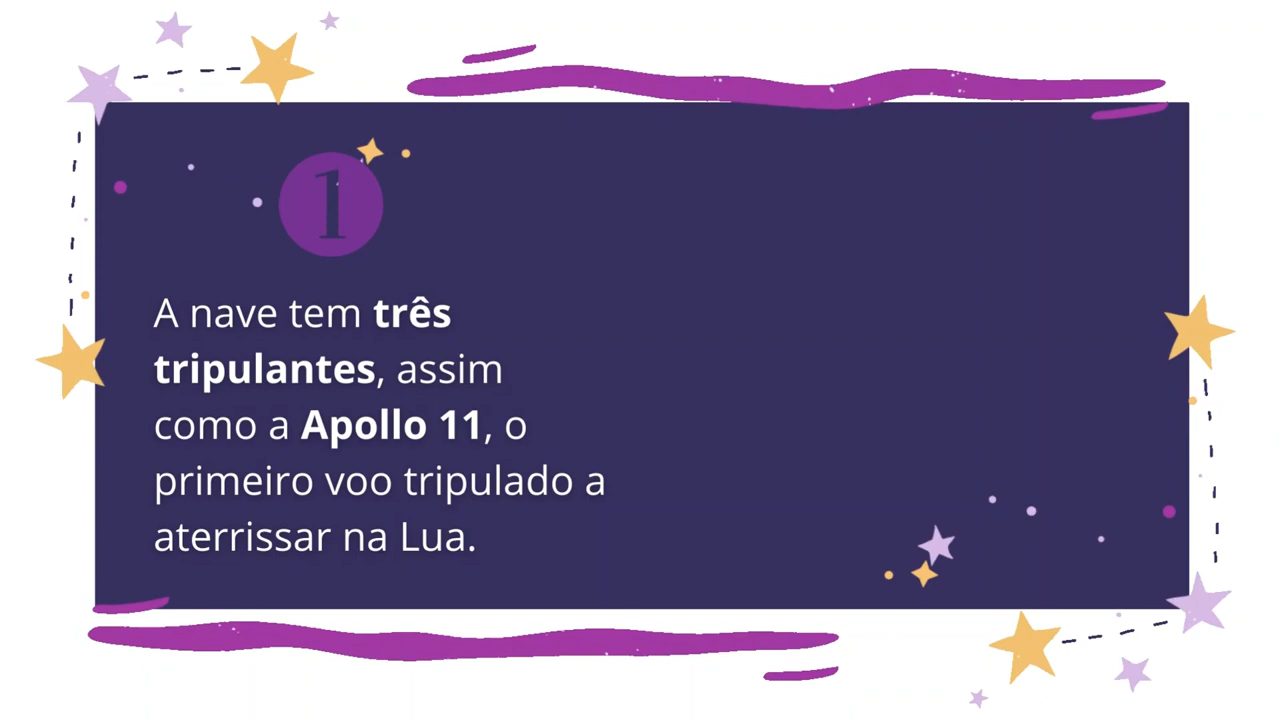 1
A nave tem três
tripulantes, assim
como a Apollo 11, o
primeiro voo tripulado a
aterrissar na Lua.